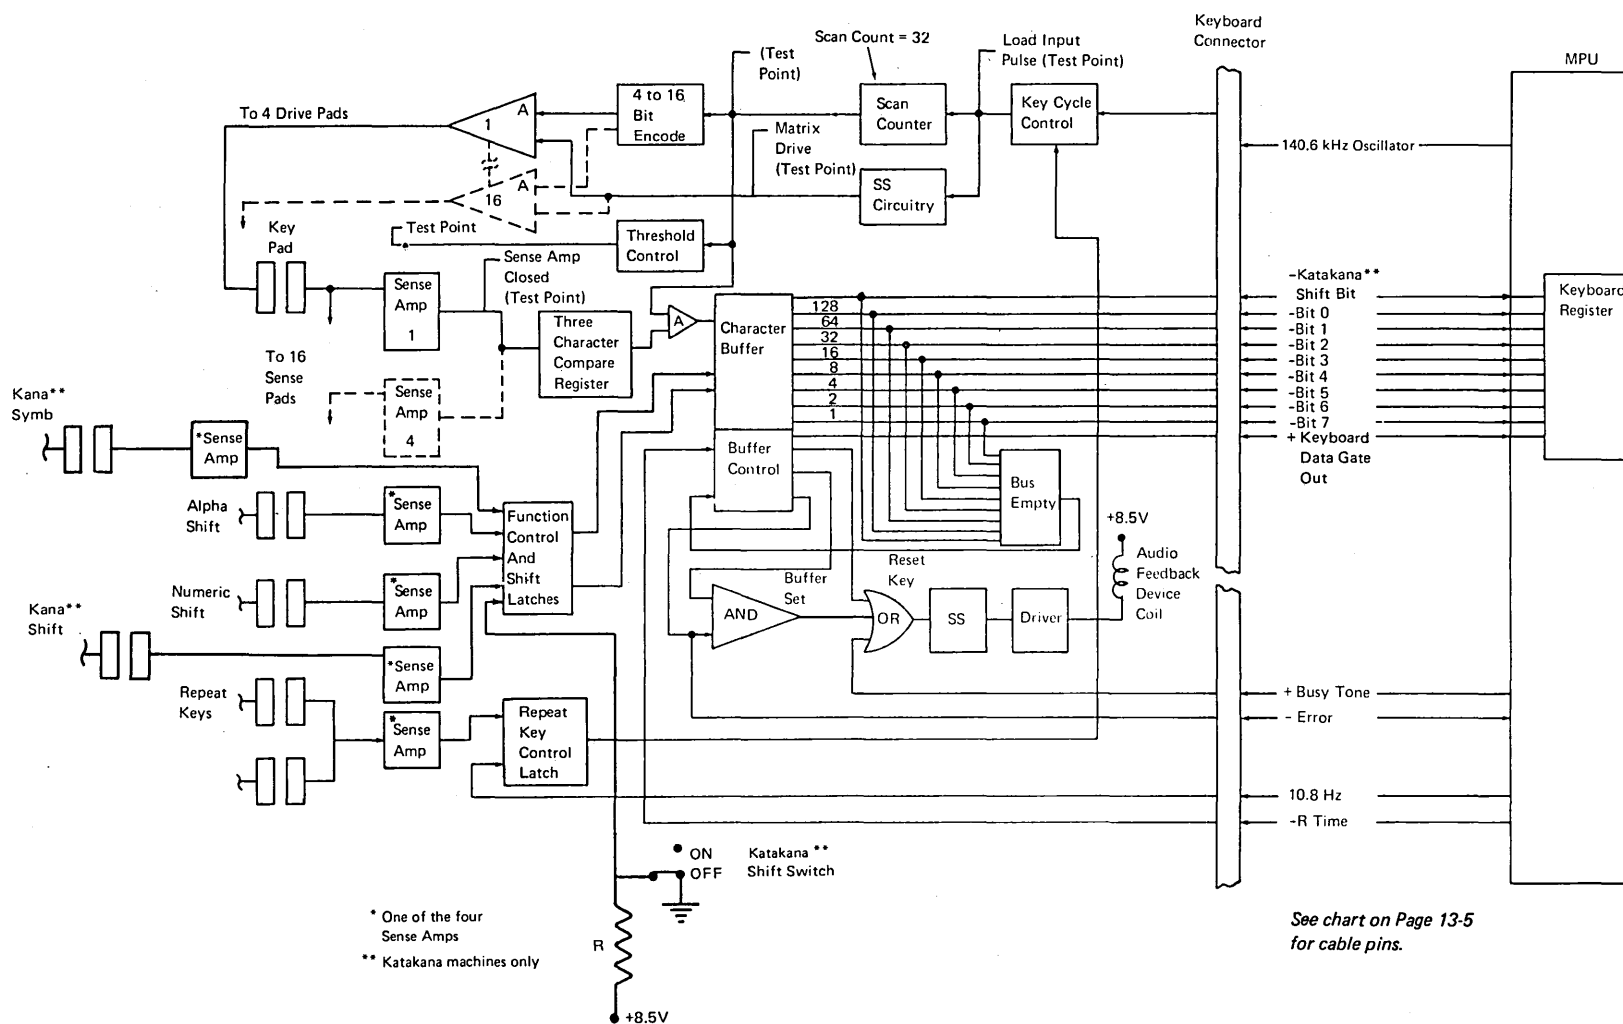 Keyboard
Connector
MPU
Scan Count = 32
Load Input
Pulse (Test Point)
(Test
Point)
To 4 Drive Pads
1
A
4 to 16
Bit
Encode
Scan
Counter
Key Cycle
Control
140.6 kHz Oscillator
Matrix
Drive
(Test Point)
16
A
SS
Circuitry
Key
Pad
Test Point
Threshold
Control
Sense Amp
Closed
(Test Point)
Sense
Amp
1
Three
Character
Compare
Register
A
Character
Buffer
128
64
32
16
8
4
2
1
-Katakana**
Shift Bit
-Bit 0
-Bit 1
-Bit 2
-Bit 3
-Bit 4
-Bit 5
-Bit 6
-Bit 7
+ Keyboard
Data Gate
Out
Keyboard
Register
To 16
Sense
Pads
Sense
Amp
4
Kana**
Symb
*Sense
Amp
Buffer
Control
Bus
Empty
Alpha
Shift
*Sense
Amp
Function
Control
And
Shift
Latches
+8.5V
Audio
Feedback
Device
Coil
Reset
Key
Buffer
Set
Numeric
Shift
*Sense
Amp
AND
OR
SS
Driver
Kana**
Shift
*Sense
Amp
Repeat
Keys
*Sense
Amp
Repeat
Key
Control
Latch
+ Busy Tone
- Error
10.8 Hz
-R Time
ON
OFF
Katakana **
Shift Switch
* One of the four
Sense Amps
** Katakana machines only
R
+8.5V
See chart on Page 13-5
for cable pins.